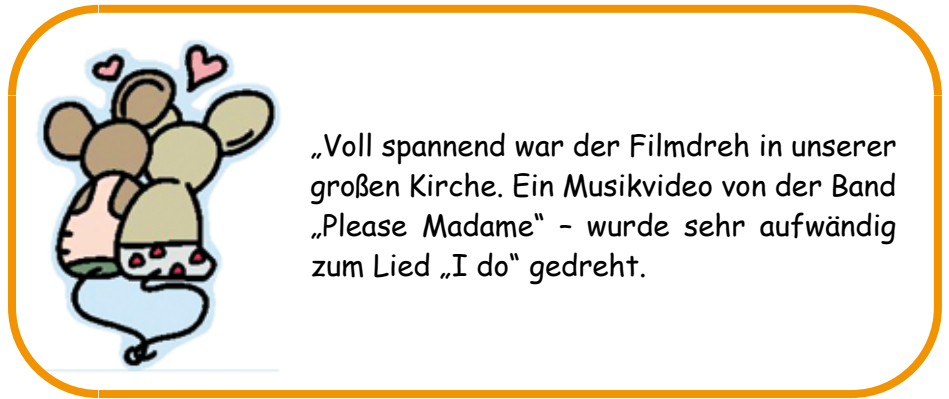 „Voll spannend war der Filmdreh in unserer
großen Kirche. Ein Musikvideo von der Band
„Please Madame“ – wurde sehr aufwändig
zum Lied „I do“ gedreht.